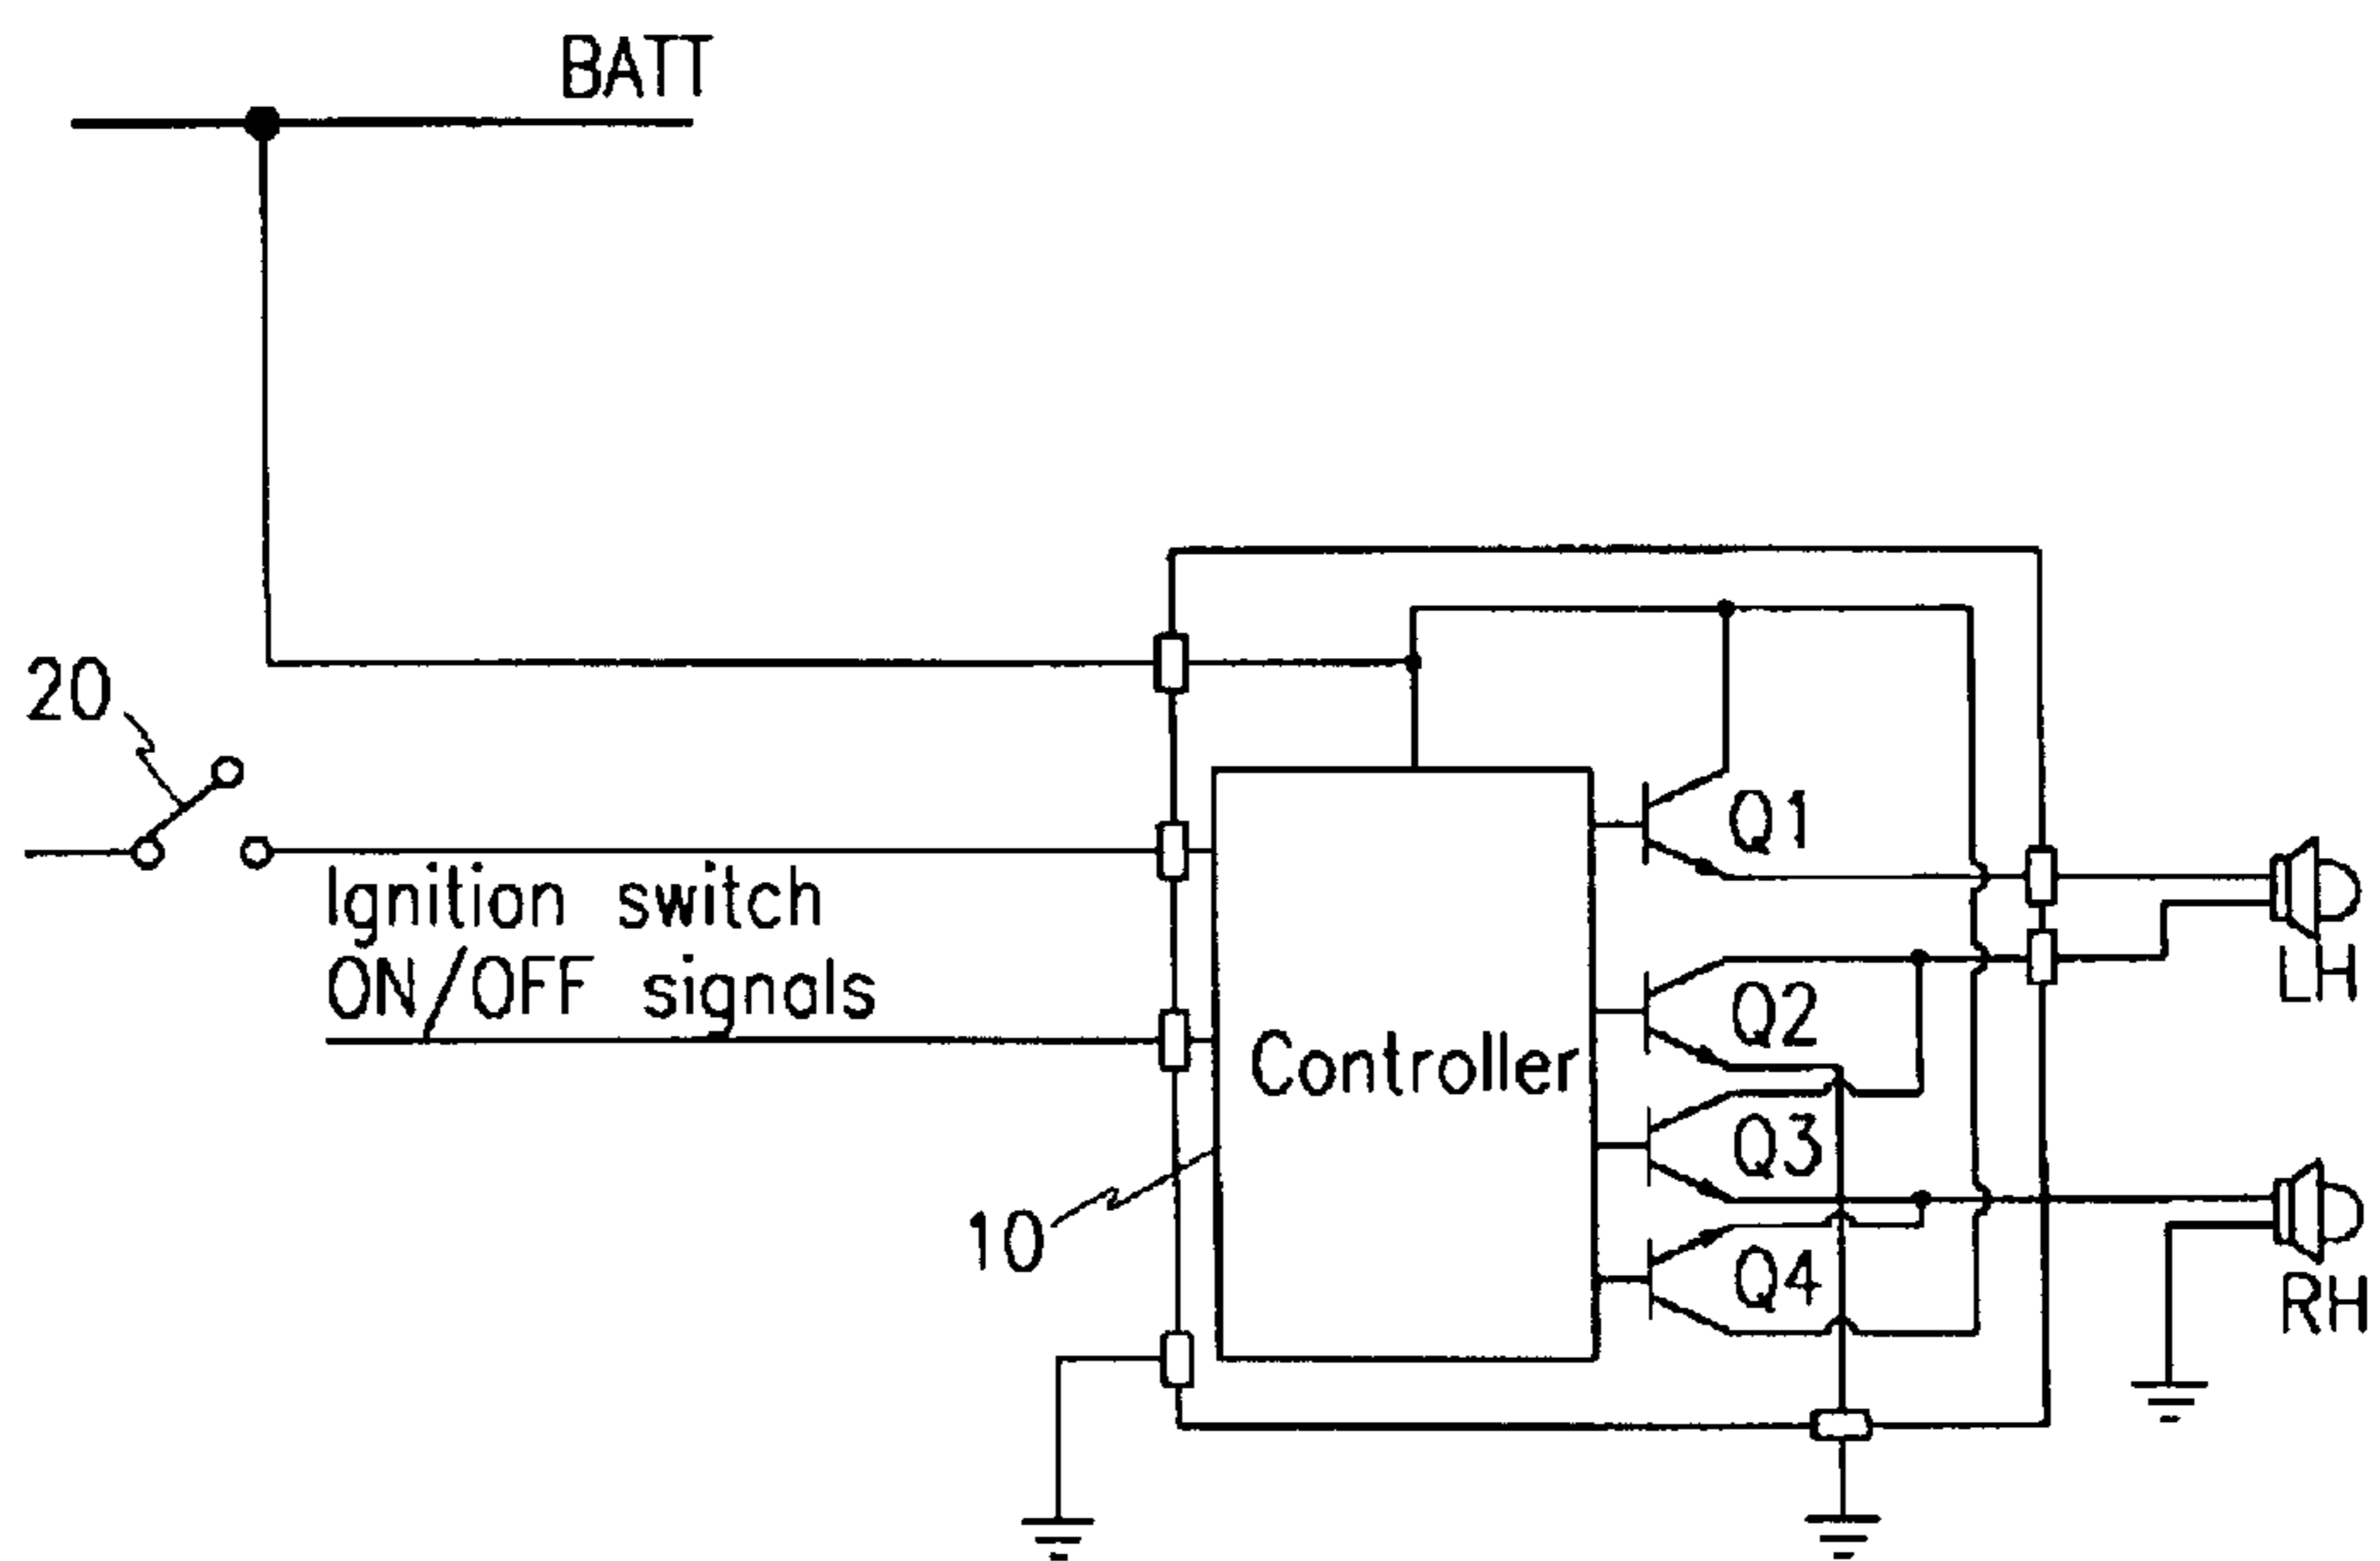 BATT
20
Ignition switch
ON/OFF signals
Controller
10
Q1
Q2
Q3
Q4
LH
RH